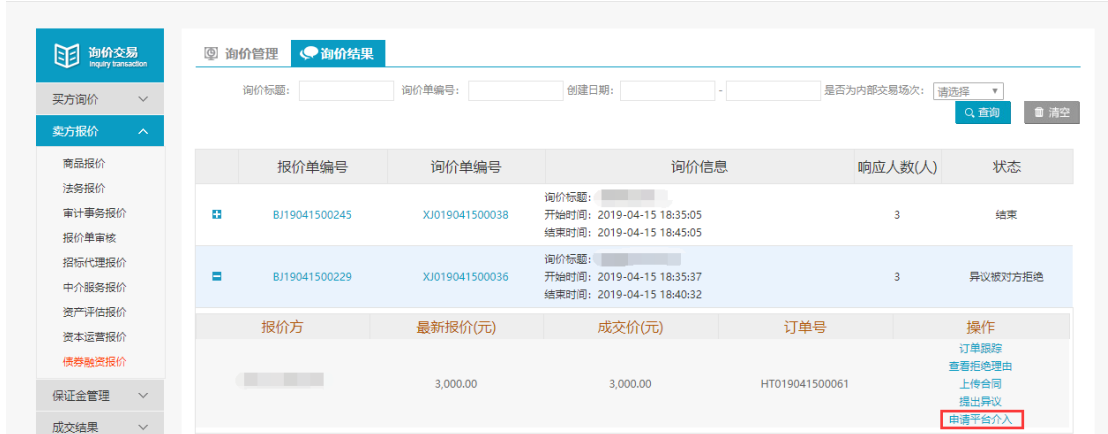 询价交易
Inquiry transaction
买方询价
卖方报价
商品报价
法务报价
审计事务报价
报价单审核
招标代理报价
中介服务报价
资产评估报价
资本运营报价
债券融资报价
保证金管理
成交结果
询价管理 询价结果
询价标题: 询价单编号: 创建日期: - 是否为内部交易场次: 请选择
查询 清空
报价单编号 询价单编号 询价信息 响应人数(人) 状态
询价标题:
BJ19041500245 XJ019041500038 开始时间: 2019-04-15 18:35:05 3 结束
结束时间: 2019-04-15 18:45:05
询价标题:
BJ19041500229 XJ019041500036 开始时间: 2019-04-15 18:35:37 3 异议被对方拒绝
结束时间: 2019-04-15 18:40:32
报价方 最新报价(元) 成交价(元) 订单号 操作
3,000.00 3,000.00 HT019041500061
订单跟踪
查看拒绝理由
上传合同
提出异议
申请平台介入